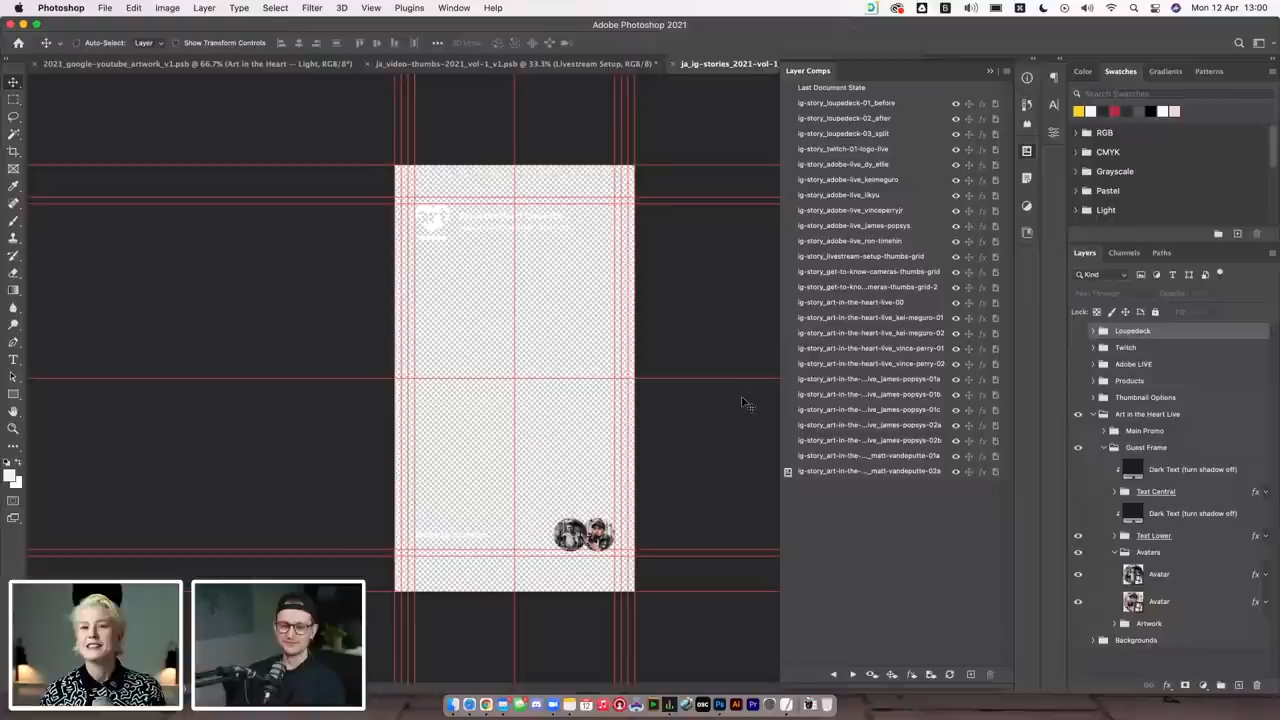 Photoshop File Edit Image Layer Type Select Filter 3D View Plugins Window Help Mon 12 Apr 13:00
Adobe Photoshop 2021
Auto-Select: Layer Show Transform Controls
2021_google-youtube_artwork_v1.psb @ 66.7% (Art in the Heart — Light, RGB/8*)
ja_video-thumbs-2021_vol-1_v1.psb @ 33.3% (Livestream Setup, RGB/8) *
ja_ig-stories_2021-vol-1_
Layer Comps
Last Document State
ig-story_loupedeck-01_before
ig-story_loupedeck-02_after
ig-story_loupedeck-03_split
ig-story_twitch-01-logo-live
ig-story_adobe-live_dy_ellie
ig-story_adobe-live_keimeguro
ig-story_adobe-live_likyu
ig-story_adobe-live_vinceperryjr
ig-story_adobe-live_james-popsys
ig-story_adobe-live_ron-timehin
ig-story_livestream-setup-thumbs-grid
ig-story_get-to-know-cameras-thumbs-grid
ig-story_get-to-kno...meras-thumbs-grid-2
ig-story_art-in-the-heart-live-00
ig-story_art-in-the-heart-live_kei-meguro-01
ig-story_art-in-the-heart-live_kei-meguro-02
ig-story_art-in-the-heart-live_vince-perry-01
ig-story_art-in-the-heart-live_vince-perry-02
ig-story_art-in-the-...ive_james-popsys-01a
ig-story_art-in-the-...ive_james-popsys-01b
ig-story_art-in-the-...ive_james-popsys-01c
ig-story_art-in-the-...ive_james-popsys-02a
ig-story_art-in-the-...ive_james-popsys-02b
ig-story_art-in-the-..._matt-vandeputte-01a
ig-story_art-in-the-..._matt-vandeputte-02a
Color Swatches Gradients Patterns
Search Swatches
RGB
CMYK
Grayscale
Pastel
Light
Layers Channels Paths
Kind
Pass Through Opacity:
Lock: Fill:
Loupedeck
Twitch
Adobe LIVE
Products
Thumbnail Options
Art in the Heart Live
Main Promo
Guest Frame
Dark Text (turn shadow off)
Text Central
Dark Text (turn shadow off)
Text Lower
Avatars
Avatar
Avatar
Artwork
Backgrounds